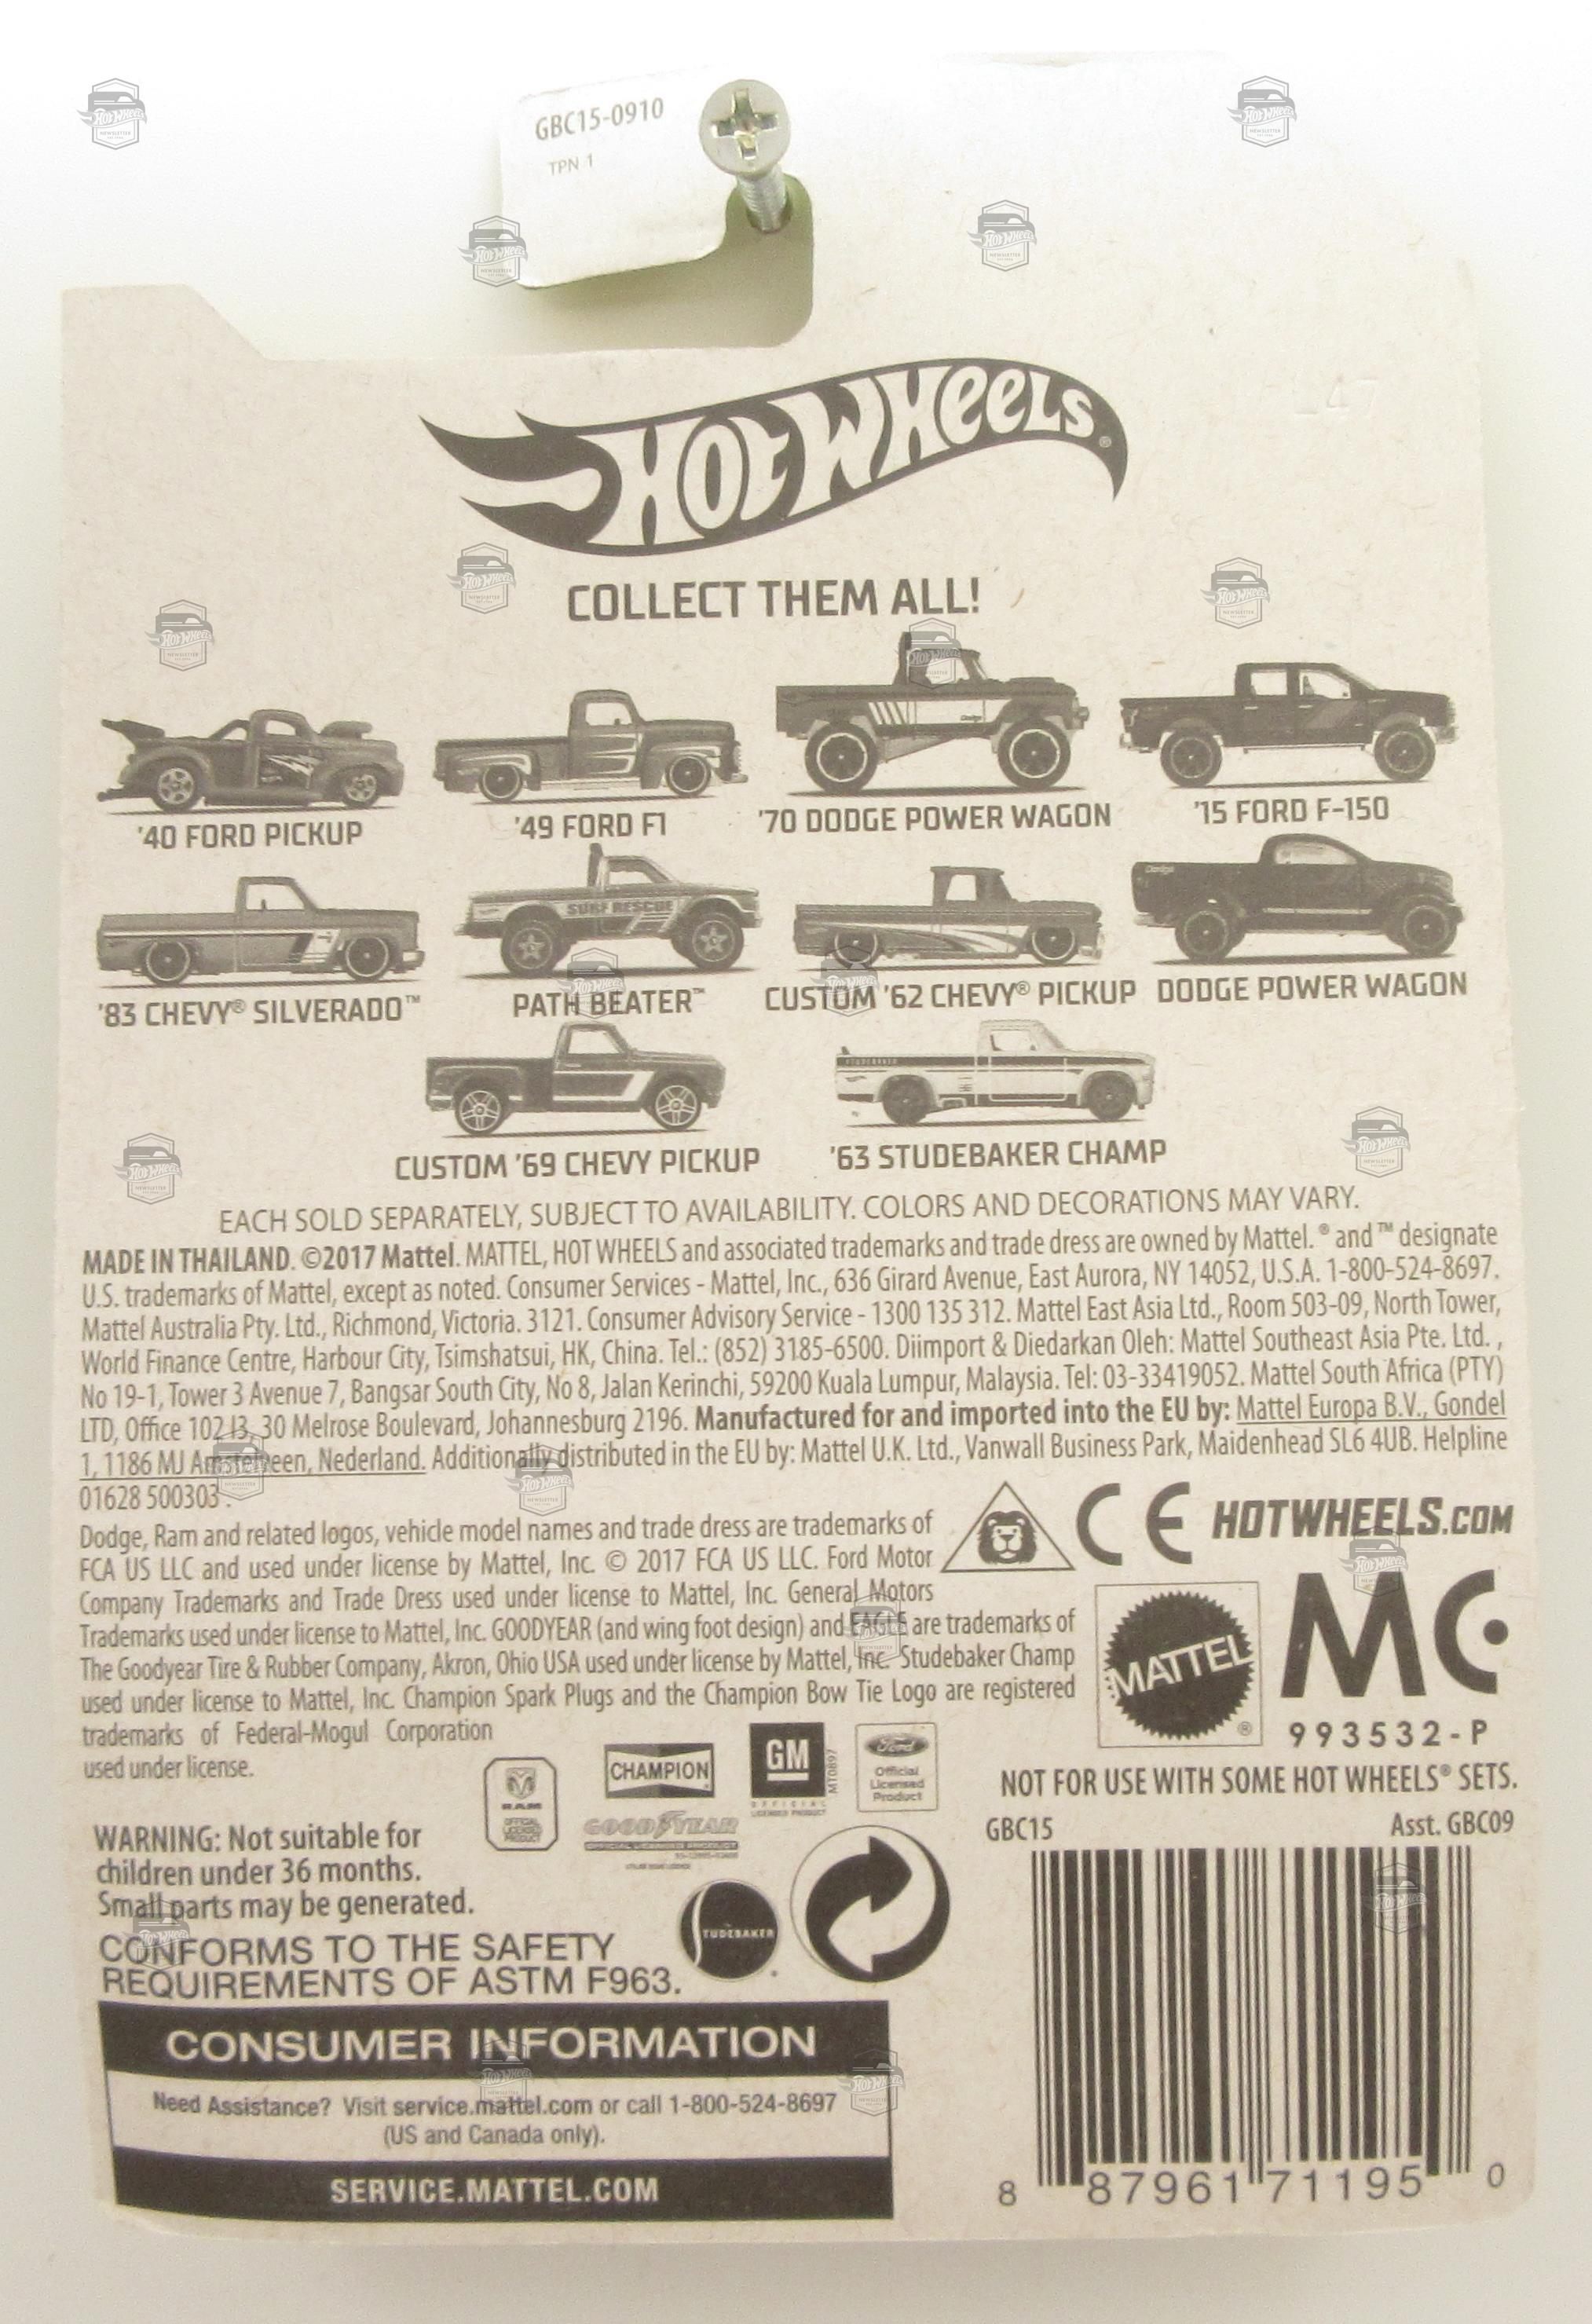 GBC15-0910
TPN 1
HOT WHEELS®
COLLECT THEM ALL!
'40 FORD PICKUP
'49 FORD F1
'70 DODGE POWER WAGON
'15 FORD F-150
SURF RESCUE
'83 CHEVY® SILVERADO™
PATH BEATER™
CUSTOM '62 CHEVY® PICKUP
DODGE POWER WAGON
STUDEBAKER
CUSTOM '69 CHEVY PICKUP
'63 STUDEBAKER CHAMP
EACH SOLD SEPARATELY, SUBJECT TO AVAILABILITY. COLORS AND DECORATIONS MAY VARY.
MADE IN THAILAND. ©2017 Mattel. MATTEL, HOT WHEELS and associated trademarks and trade dress are owned by Mattel. ® and ™ designate
U.S. trademarks of Mattel, except as noted. Consumer Services - Mattel, Inc., 636 Girard Avenue, East Aurora, NY 14052, U.S.A. 1-800-524-8697.
Mattel Australia Pty. Ltd., Richmond, Victoria. 3121. Consumer Advisory Service - 1300 135 312. Mattel East Asia Ltd., Room 503-09, North Tower,
World Finance Centre, Harbour City, Tsimshatsui, HK, China. Tel.: (852) 3185-6500. Diimport & Diedarkan Oleh: Mattel Southeast Asia Pte. Ltd. ,
No 19-1, Tower 3 Avenue 7, Bangsar South City, No 8, Jalan Kerinchi, 59200 Kuala Lumpur, Malaysia. Tel: 03-33419052. Mattel South Africa (PTY)
LTD, Office 102 I3, 30 Melrose Boulevard, Johannesburg 2196. Manufactured for and imported into the EU by: Mattel Europa B.V., Gondel
1, 1186 MJ Amstelveen, Nederland. Additionally distributed in the EU by: Mattel U.K. Ltd., Vanwall Business Park, Maidenhead SL6 4UB. Helpline
01628 500303 .
Dodge, Ram and related logos, vehicle model names and trade dress are trademarks of
FCA US LLC and used under license by Mattel, Inc. © 2017 FCA US LLC. Ford Motor
Company Trademarks and Trade Dress used under license to Mattel, Inc. General Motors
Trademarks used under license to Mattel, Inc. GOODYEAR (and wing foot design) and EAGLE are trademarks of
The Goodyear Tire & Rubber Company, Akron, Ohio USA used under license by Mattel, Inc. Studebaker Champ
used under license to Mattel, Inc. Champion Spark Plugs and the Champion Bow Tie Logo are registered
trademarks of Federal-Mogul Corporation
used under license.
CE
HOTWHEELS.COM
MATTEL®
MC
993532-P
NOT FOR USE WITH SOME HOT WHEELS® SETS.
RAM
OFFICIAL
LICENSED
PRODUCT
CHAMPION
GM
OFFICIAL
LICENSED PRODUCT
MT0897
Ford
Official
Licensed
Product
GOODYEAR
OFFICIAL LICENSED PRODUCT
STUDEBAKER
WARNING: Not suitable for
children under 36 months.
Small parts may be generated.
CONFORMS TO THE SAFETY
REQUIREMENTS OF ASTM F963.
CONSUMER INFORMATION
Need Assistance? Visit service.mattel.com or call 1-800-524-8697
(US and Canada only).
SERVICE.MATTEL.COM
GBC15
Asst. GBC09
8 87961 71195 0